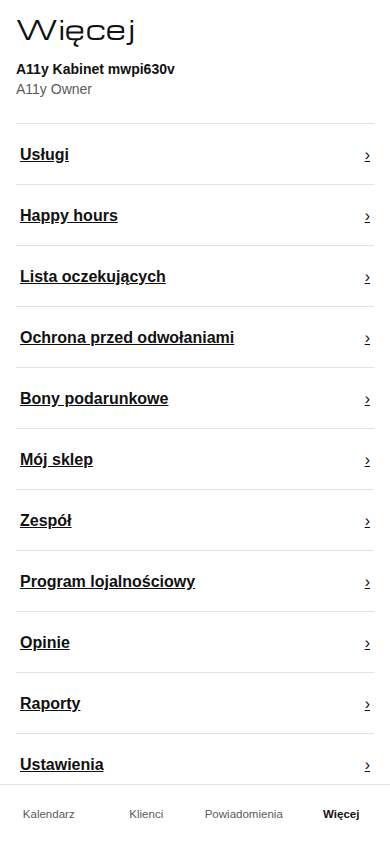 Więcej
A11y Kabinet mwpi630v
A11y Owner
Usługi ›
Happy hours ›
Lista oczekujących ›
Ochrona przed odwołaniami ›
Bony podarunkowe ›
Mój sklep ›
Zespół ›
Program lojalnościowy ›
Opinie ›
Raporty ›
Ustawienia ›
Kalendarz Klienci Powiadomienia Więcej